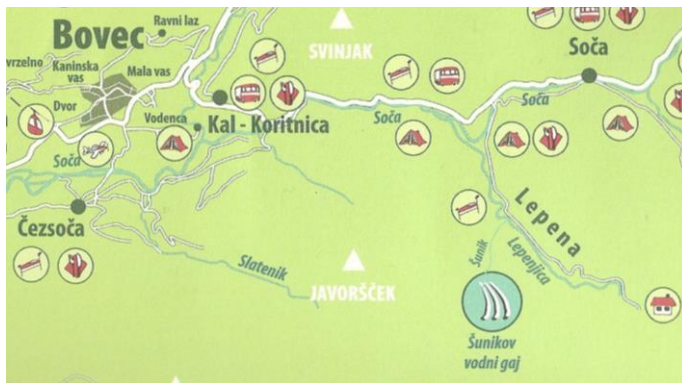 Ravni laz
Bovec
SVINJAK
Soča
vrzelno
Kaninska
vas
Mala vas
Dvor
Vodenca
Kal - Koritnica
Soča
Soča
Soča
Čezsoča
Lepena
Šunik
Lepenjica
Slatenik
JAVORŠČEK
Šunikov
vodni gaj